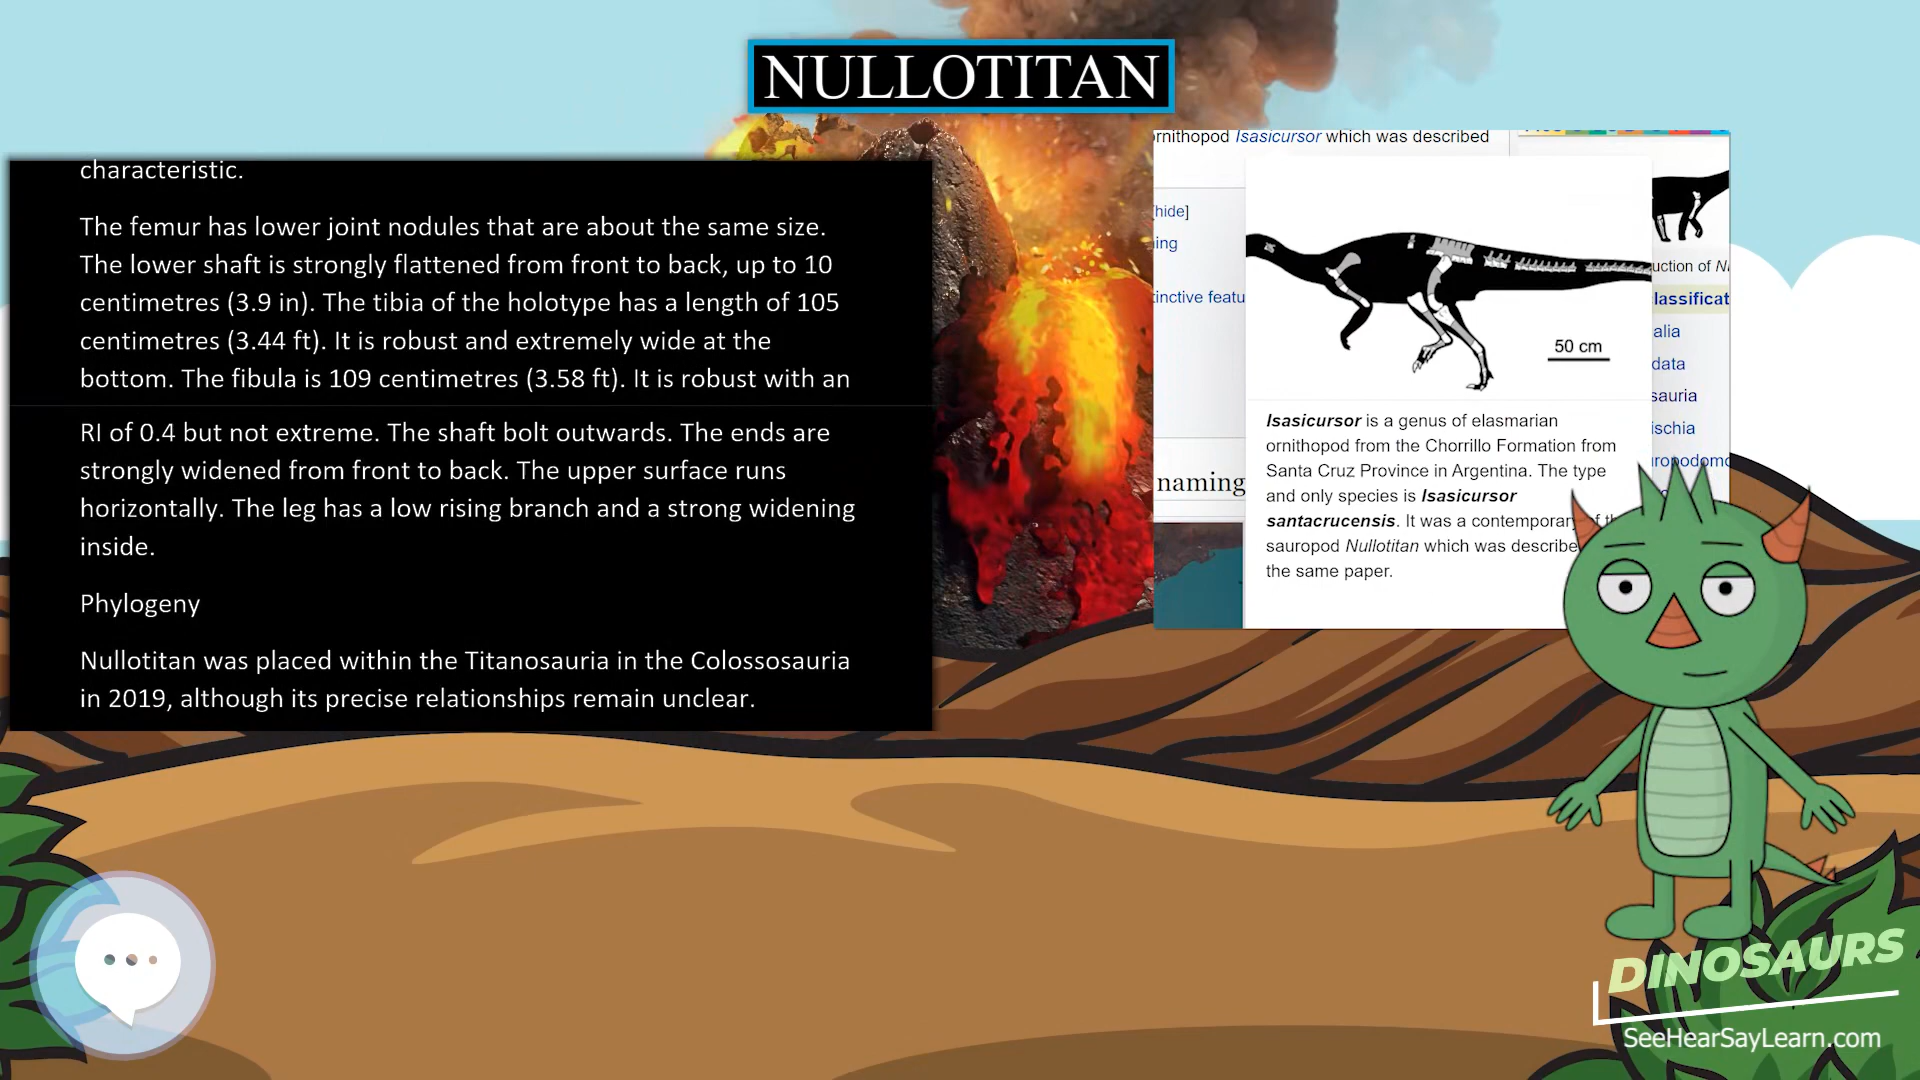 NULLOTITAN
characteristic.
The femur has lower joint nodules that are about the same size.
The lower shaft is strongly flattened from front to back, up to 10
centimetres (3.9 in). The tibia of the holotype has a length of 105
centimetres (3.44 ft). It is robust and extremely wide at the
bottom. The fibula is 109 centimetres (3.58 ft). It is robust with an
RI of 0.4 but not extreme. The shaft bolt outwards. The ends are
strongly widened from front to back. The upper surface runs
horizontally. The leg has a low rising branch and a strong widening
inside.
Phylogeny
Nullotitan was placed within the Titanosauria in the Colossosauria
in 2019, although its precise relationships remain unclear.
ornithopod Isasicursor which was described
[hide]
ing
tinctive featu
naming
50 cm
Isasicursor is a genus of elasmarian
ornithopod from the Chorrillo Formation from
Santa Cruz Province in Argentina. The type
and only species is Isasicursor
santacrucensis. It was a contemporary of th
sauropod Nullotitan which was describe
the same paper.
uction of N
lassificat
alia
data
sauria
ischia
uropodomo
DINOSAURS
SeeHearSayLearn.com